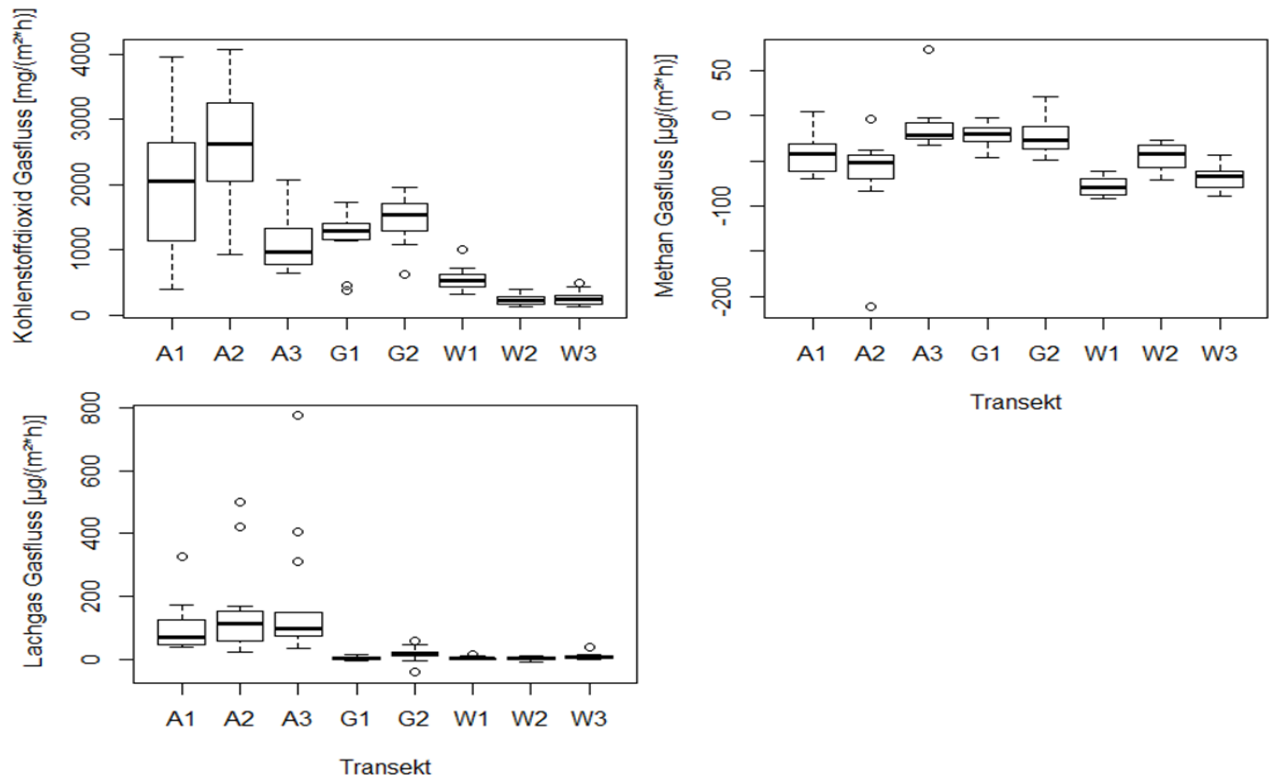 Kohlenstoffdioxid Gasfluss [mg/(m²*h)]
4000
3000
2000
1000
0
A1 A2 A3 G1 G2 W1 W2 W3
Methan Gasfluss [µg/(m²*h)]
50
0
-100
-200
A1 A2 A3 G1 G2 W1 W2 W3
Transekt
Lachgas Gasfluss [µg/(m²*h)]
800
600
400
200
0
A1 A2 A3 G1 G2 W1 W2 W3
Transekt